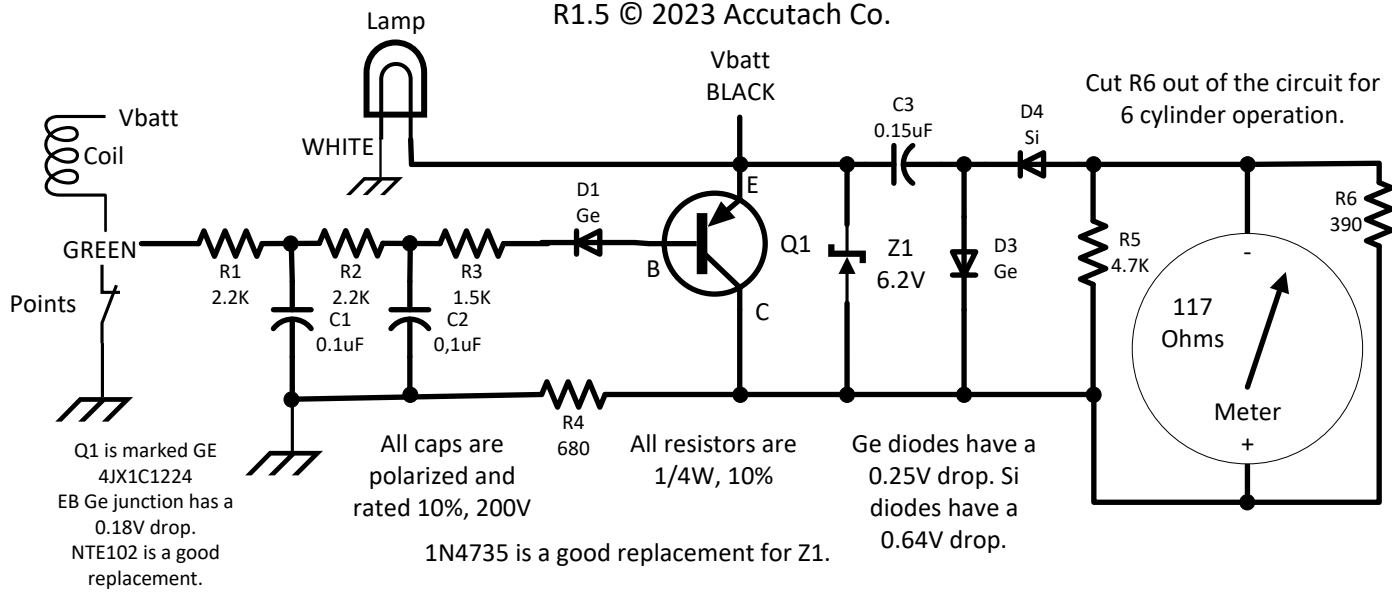 R1.5 © 2023 Accutach Co.
Lamp
Vbatt
BLACK
Cut R6 out of the circuit for
6 cylinder operation.
C3
0.15uF
D4
Si
Vbatt
Coil
WHITE
D1
Ge
E
R6
390
GREEN
R1
2.2K
R2
2.2K
R3
1.5K
B
Q1
Z1
6.2V
D3
Ge
R5
4.7K
-
Points
C1
0.1uF
C2
0,1uF
C
117
Ohms
Meter
+
R4
680
Q1 is marked GE
4JX1C1224
EB Ge junction has a
0.18V drop.
NTE102 is a good
replacement.
All caps are
polarized and
rated 10%, 200V
All resistors are
1/4W, 10%
Ge diodes have a
0.25V drop. Si
diodes have a
0.64V drop.
1N4735 is a good replacement for Z1.